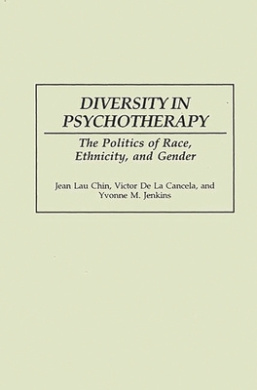 DIVERSITY IN
PSYCHOTHERAPY
The Politics of Race,
Ethnicity, and Gender
Jean Lau Chin, Victor De La Cancela, and
Yvonne M. Jenkins